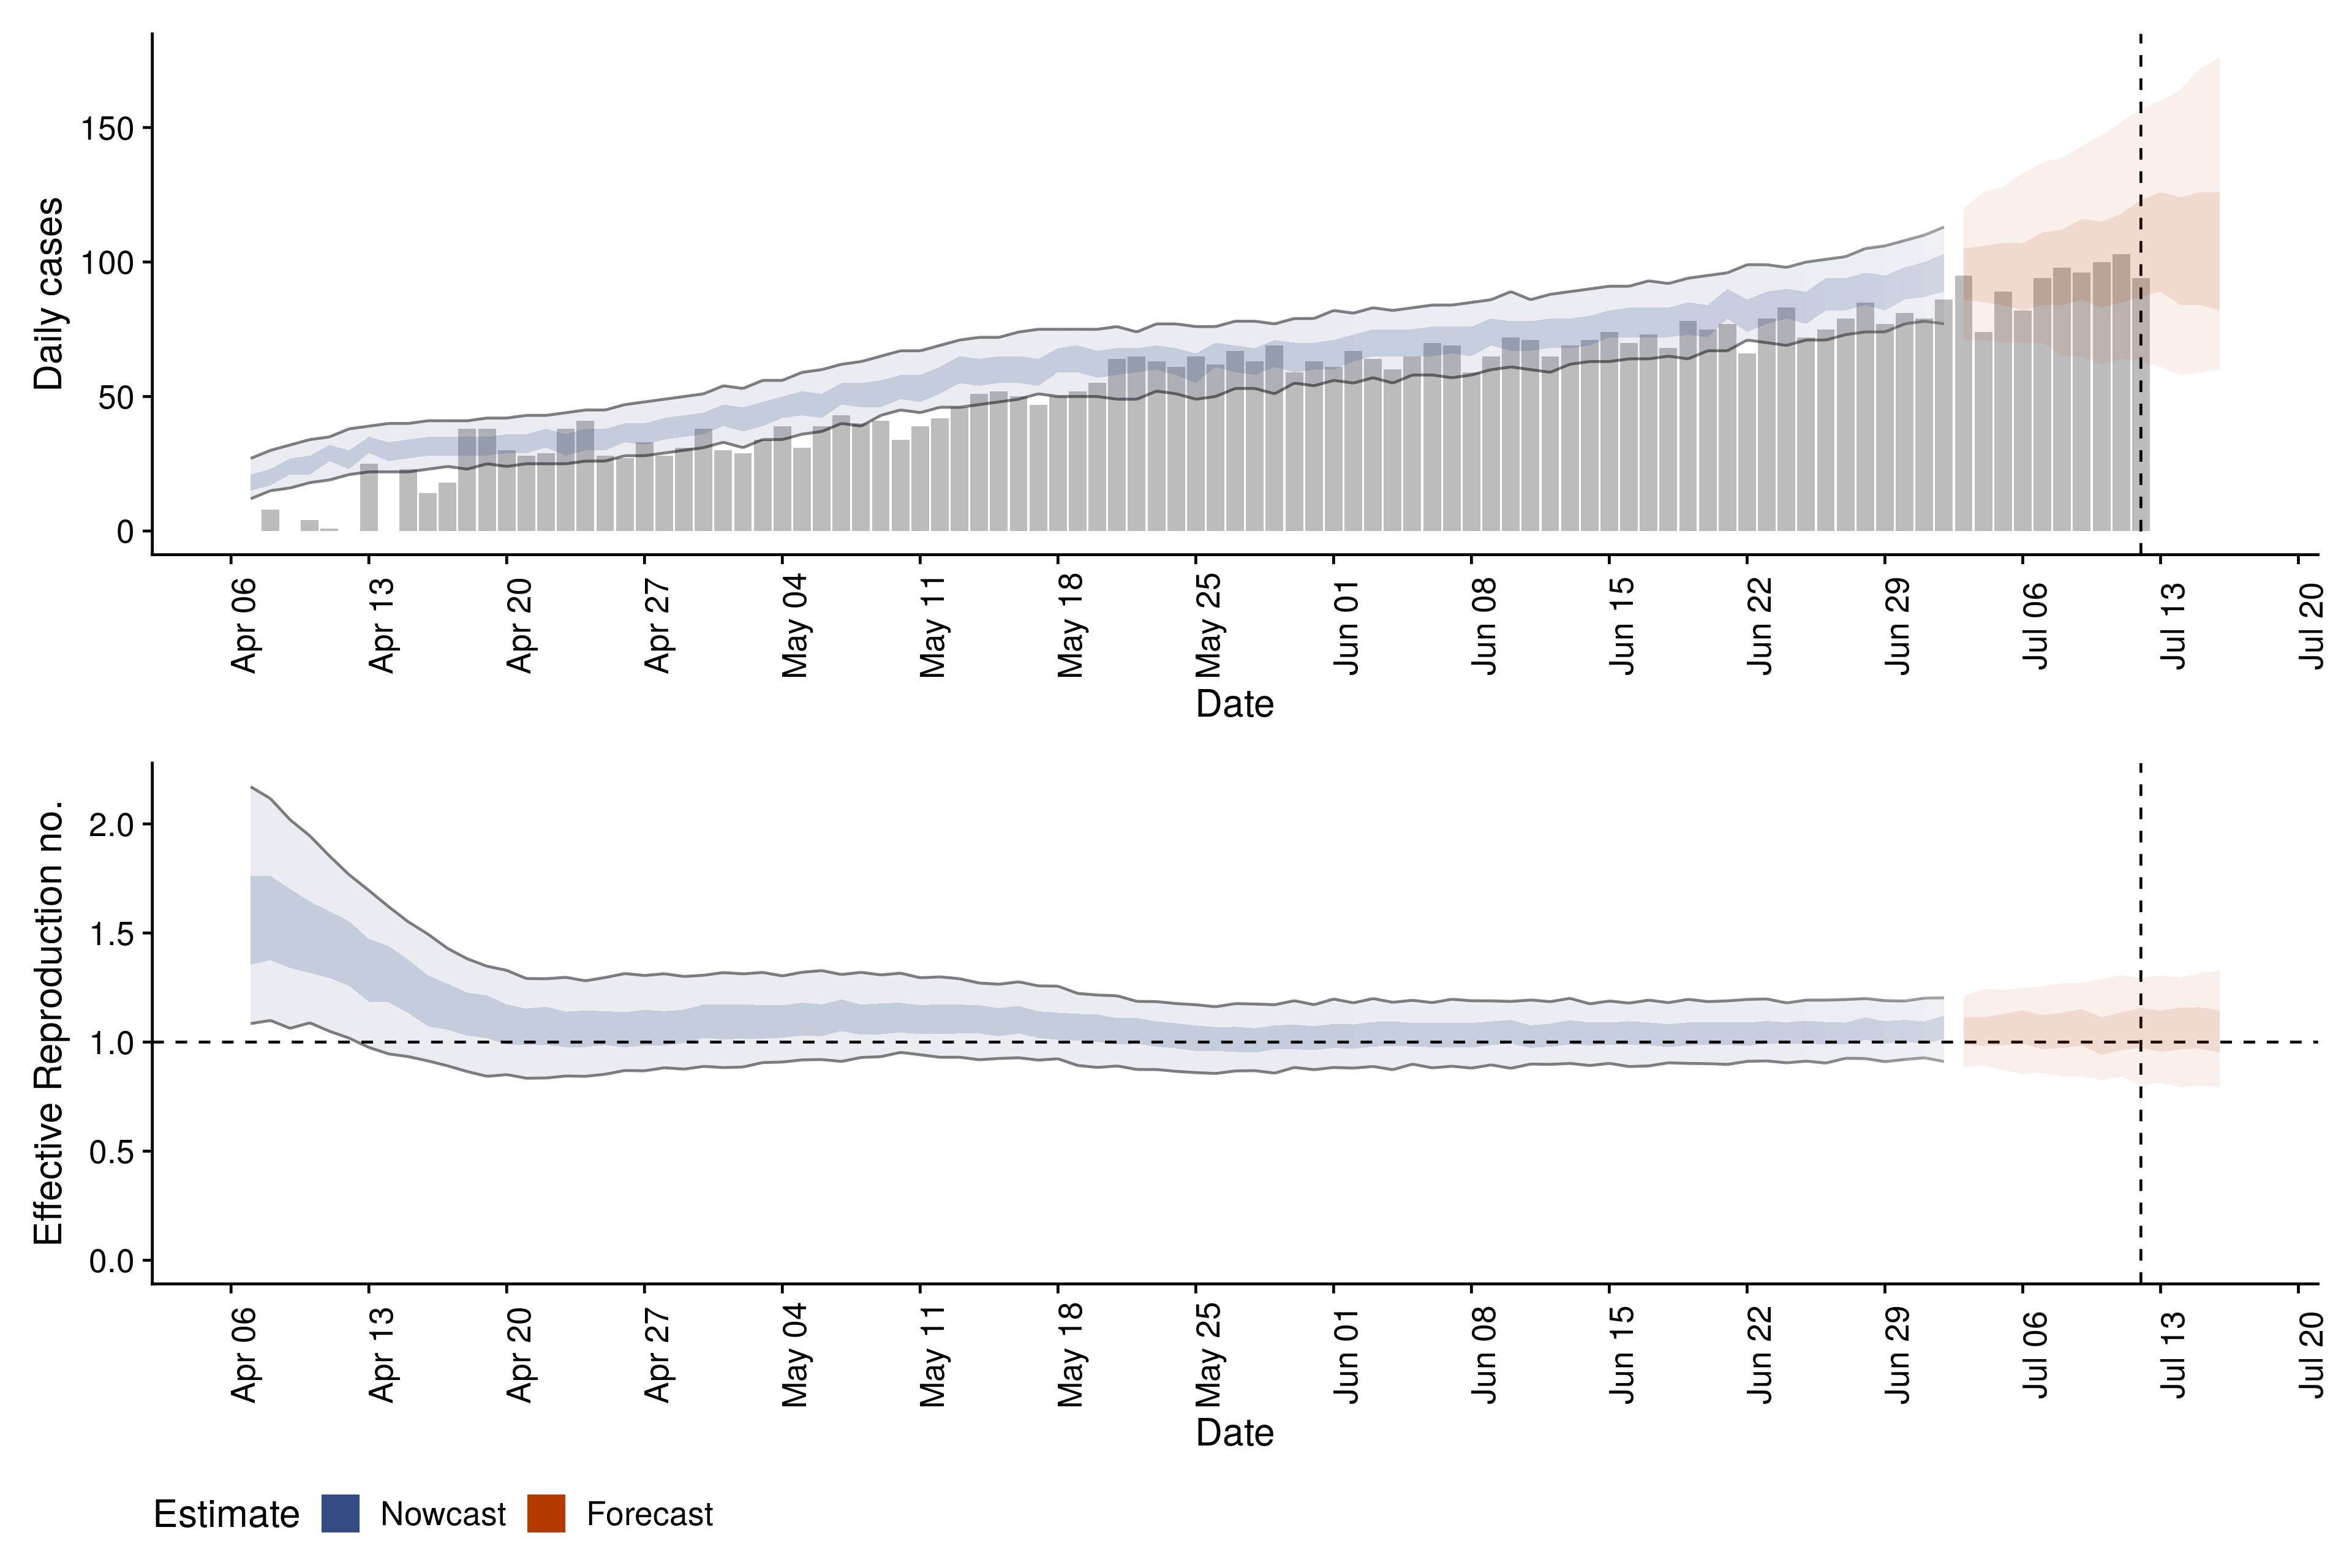 Daily cases
150
100
50
0
Apr 06
Apr 13
Apr 20
Apr 27
May 04
May 11
May 18
May 25
Jun 01
Jun 08
Jun 15
Jun 22
Jun 29
Jul 06
Jul 13
Jul 20
Date
Effective Reproduction no.
2.0
1.5
1.0
0.5
0.0
Apr 06
Apr 13
Apr 20
Apr 27
May 04
May 11
May 18
May 25
Jun 01
Jun 08
Jun 15
Jun 22
Jun 29
Jul 06
Jul 13
Jul 20
Date
Estimate Nowcast Forecast